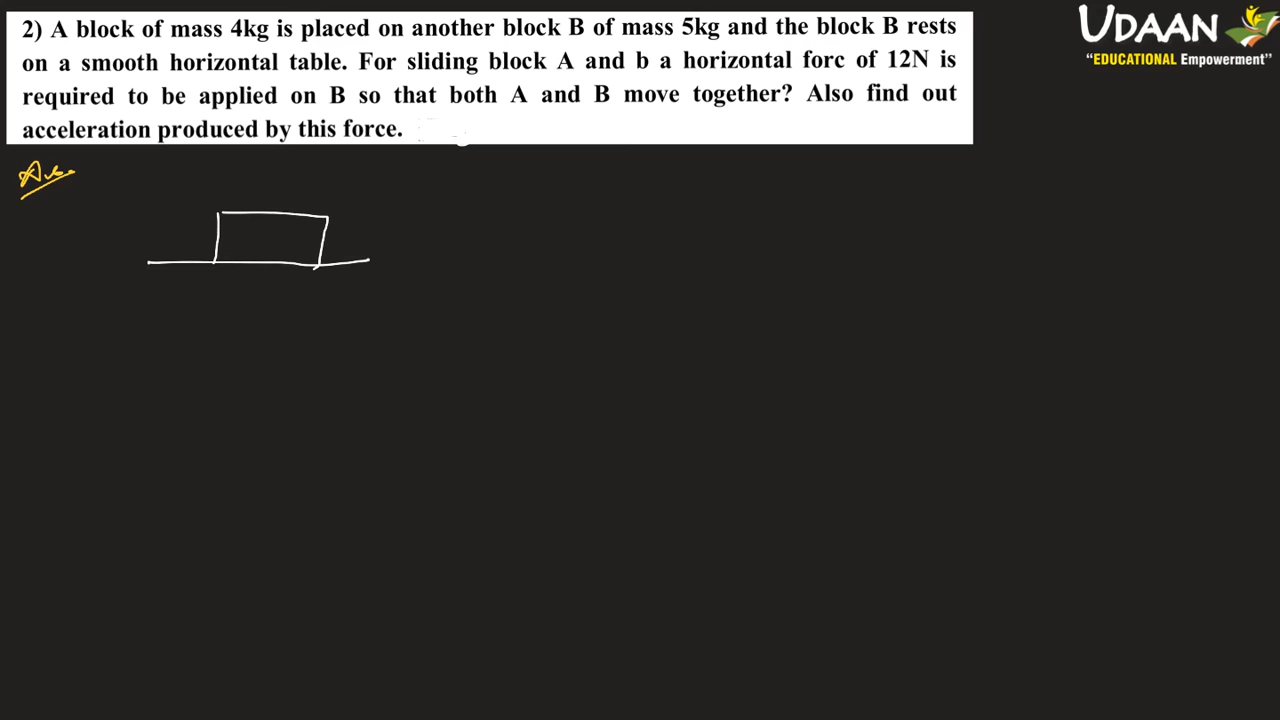 2) A block of mass 4kg is placed on another block B of mass 5kg and the block B rests
on a smooth horizontal table. For sliding block A and b a horizontal forc of 12N is
required to be applied on B so that both A and B move together? Also find out
acceleration produced by this force.
UDAAN
“EDUCATIONAL Empowerment”